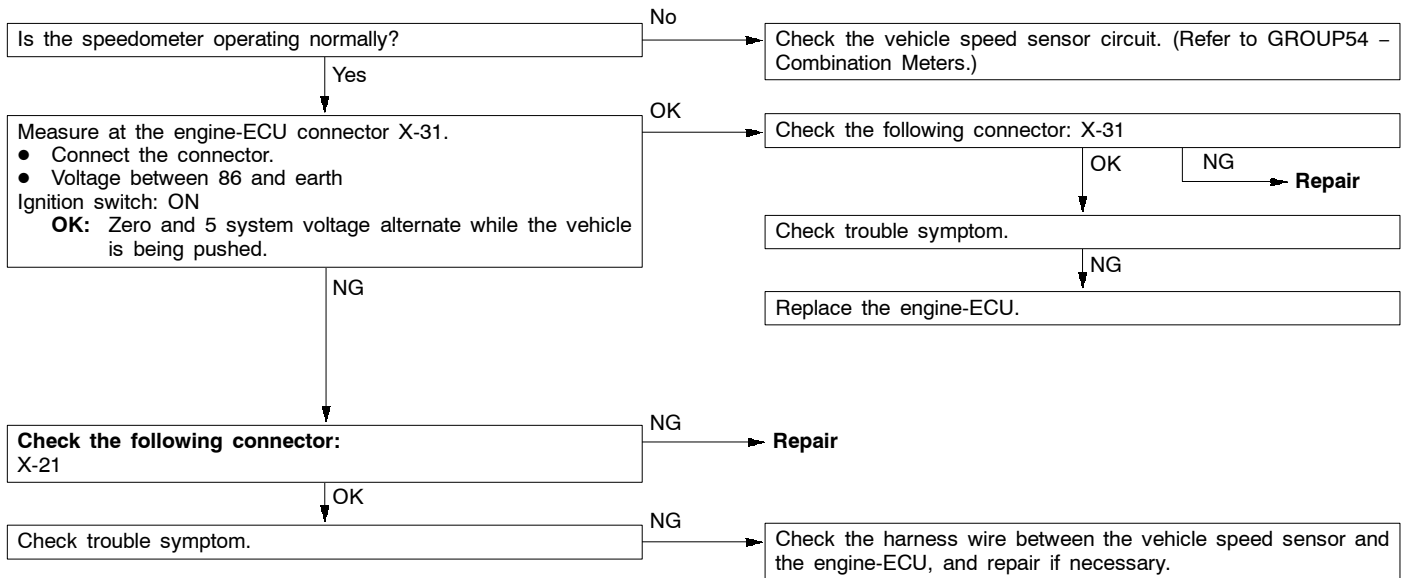 No
Is the speedometer operating normally?
Check the vehicle speed sensor circuit. (Refer to GROUP54 –
Combination Meters.)
Yes
Measure at the engine-ECU connector X-31.
● Connect the connector.
● Voltage between 86 and earth
Ignition switch: ON
OK: Zero and 5 system voltage alternate while the vehicle
is being pushed.
OK
Check the following connector: X-31
OK
NG
Repair
Check trouble symptom.
NG
Replace the engine-ECU.
NG
Check the following connector:
X-21
NG
Repair
OK
Check trouble symptom.
NG
Check the harness wire between the vehicle speed sensor and
the engine-ECU, and repair if necessary.